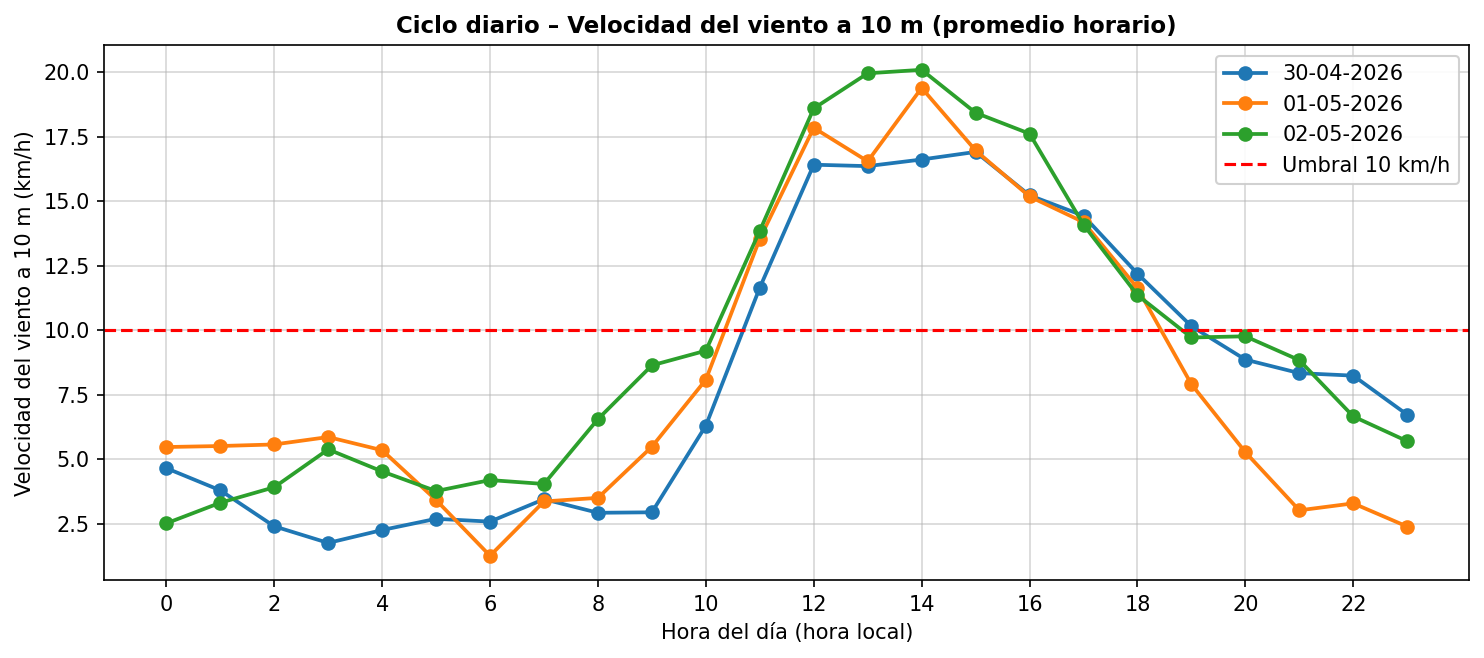 Ciclo diario – Velocidad del viento a 10 m (promedio horario)
30-04-2026
01-05-2026
02-05-2026
Umbral 10 km/h
Velocidad del viento a 10 m (km/h)
20.0
17.5
15.0
12.5
10.0
7.5
5.0
2.5
0 2 4 6 8 10 12 14 16 18 20 22
Hora del día (hora local)